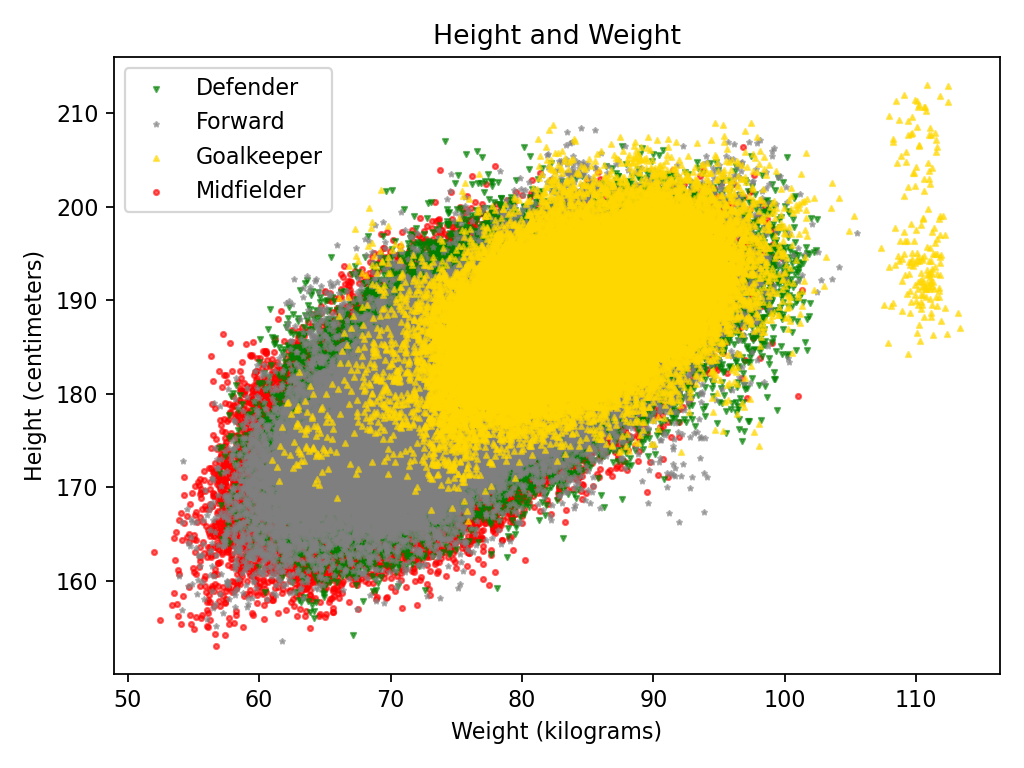 Height and Weight
Defender
Forward
Goalkeeper
Midfielder
Height (centimeters)
210
200
190
180
170
160
50 60 70 80 90 100 110
Weight (kilograms)